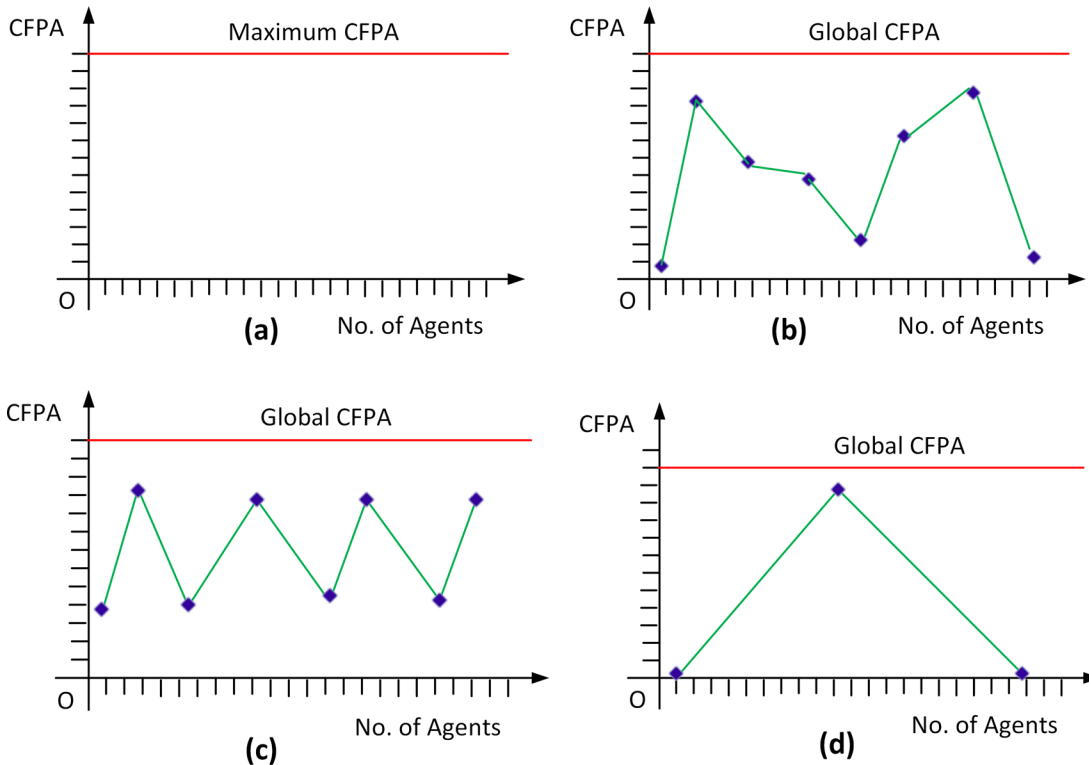 CFPA
Maximum CFPA
O
No. of Agents
(a)
CFPA
Global CFPA
O
No. of Agents
(b)
CFPA
Global CFPA
O
No. of Agents
(c)
CFPA
Global CFPA
O
No. of Agents
(d)